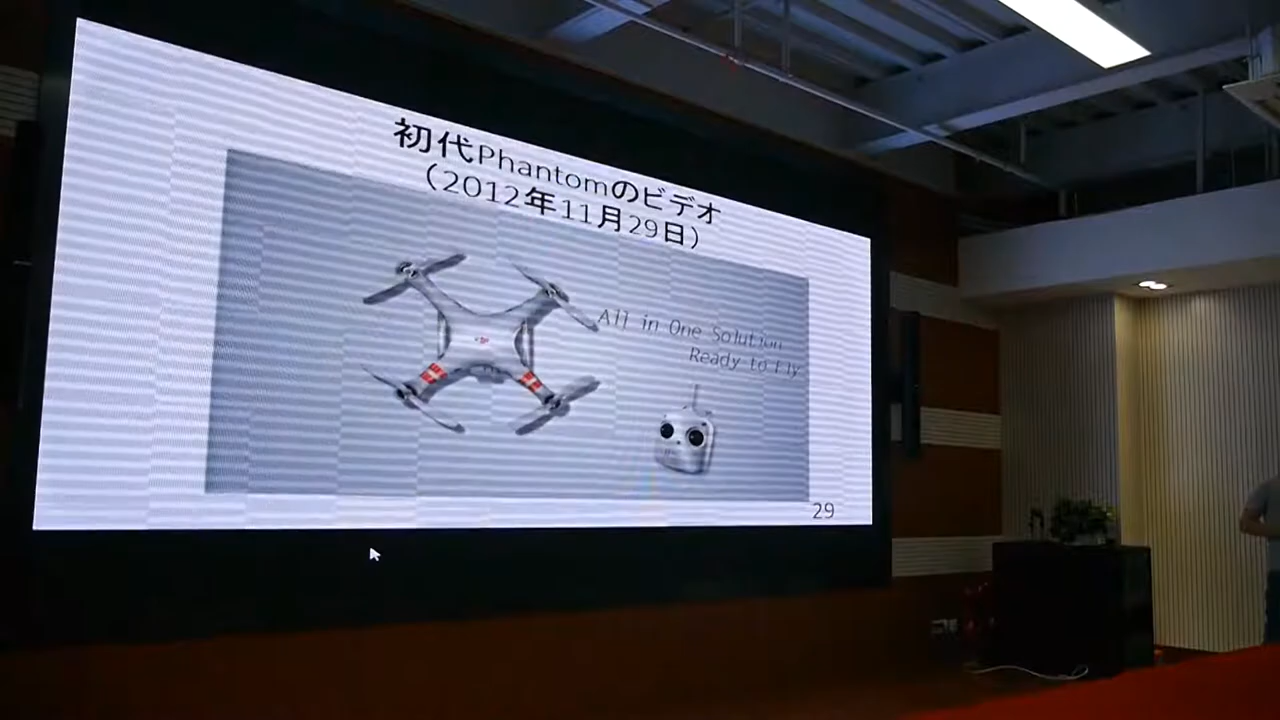 初代Phantomのビデオ
(2012年11月29日)
All in One Solution
Ready to Fly
29